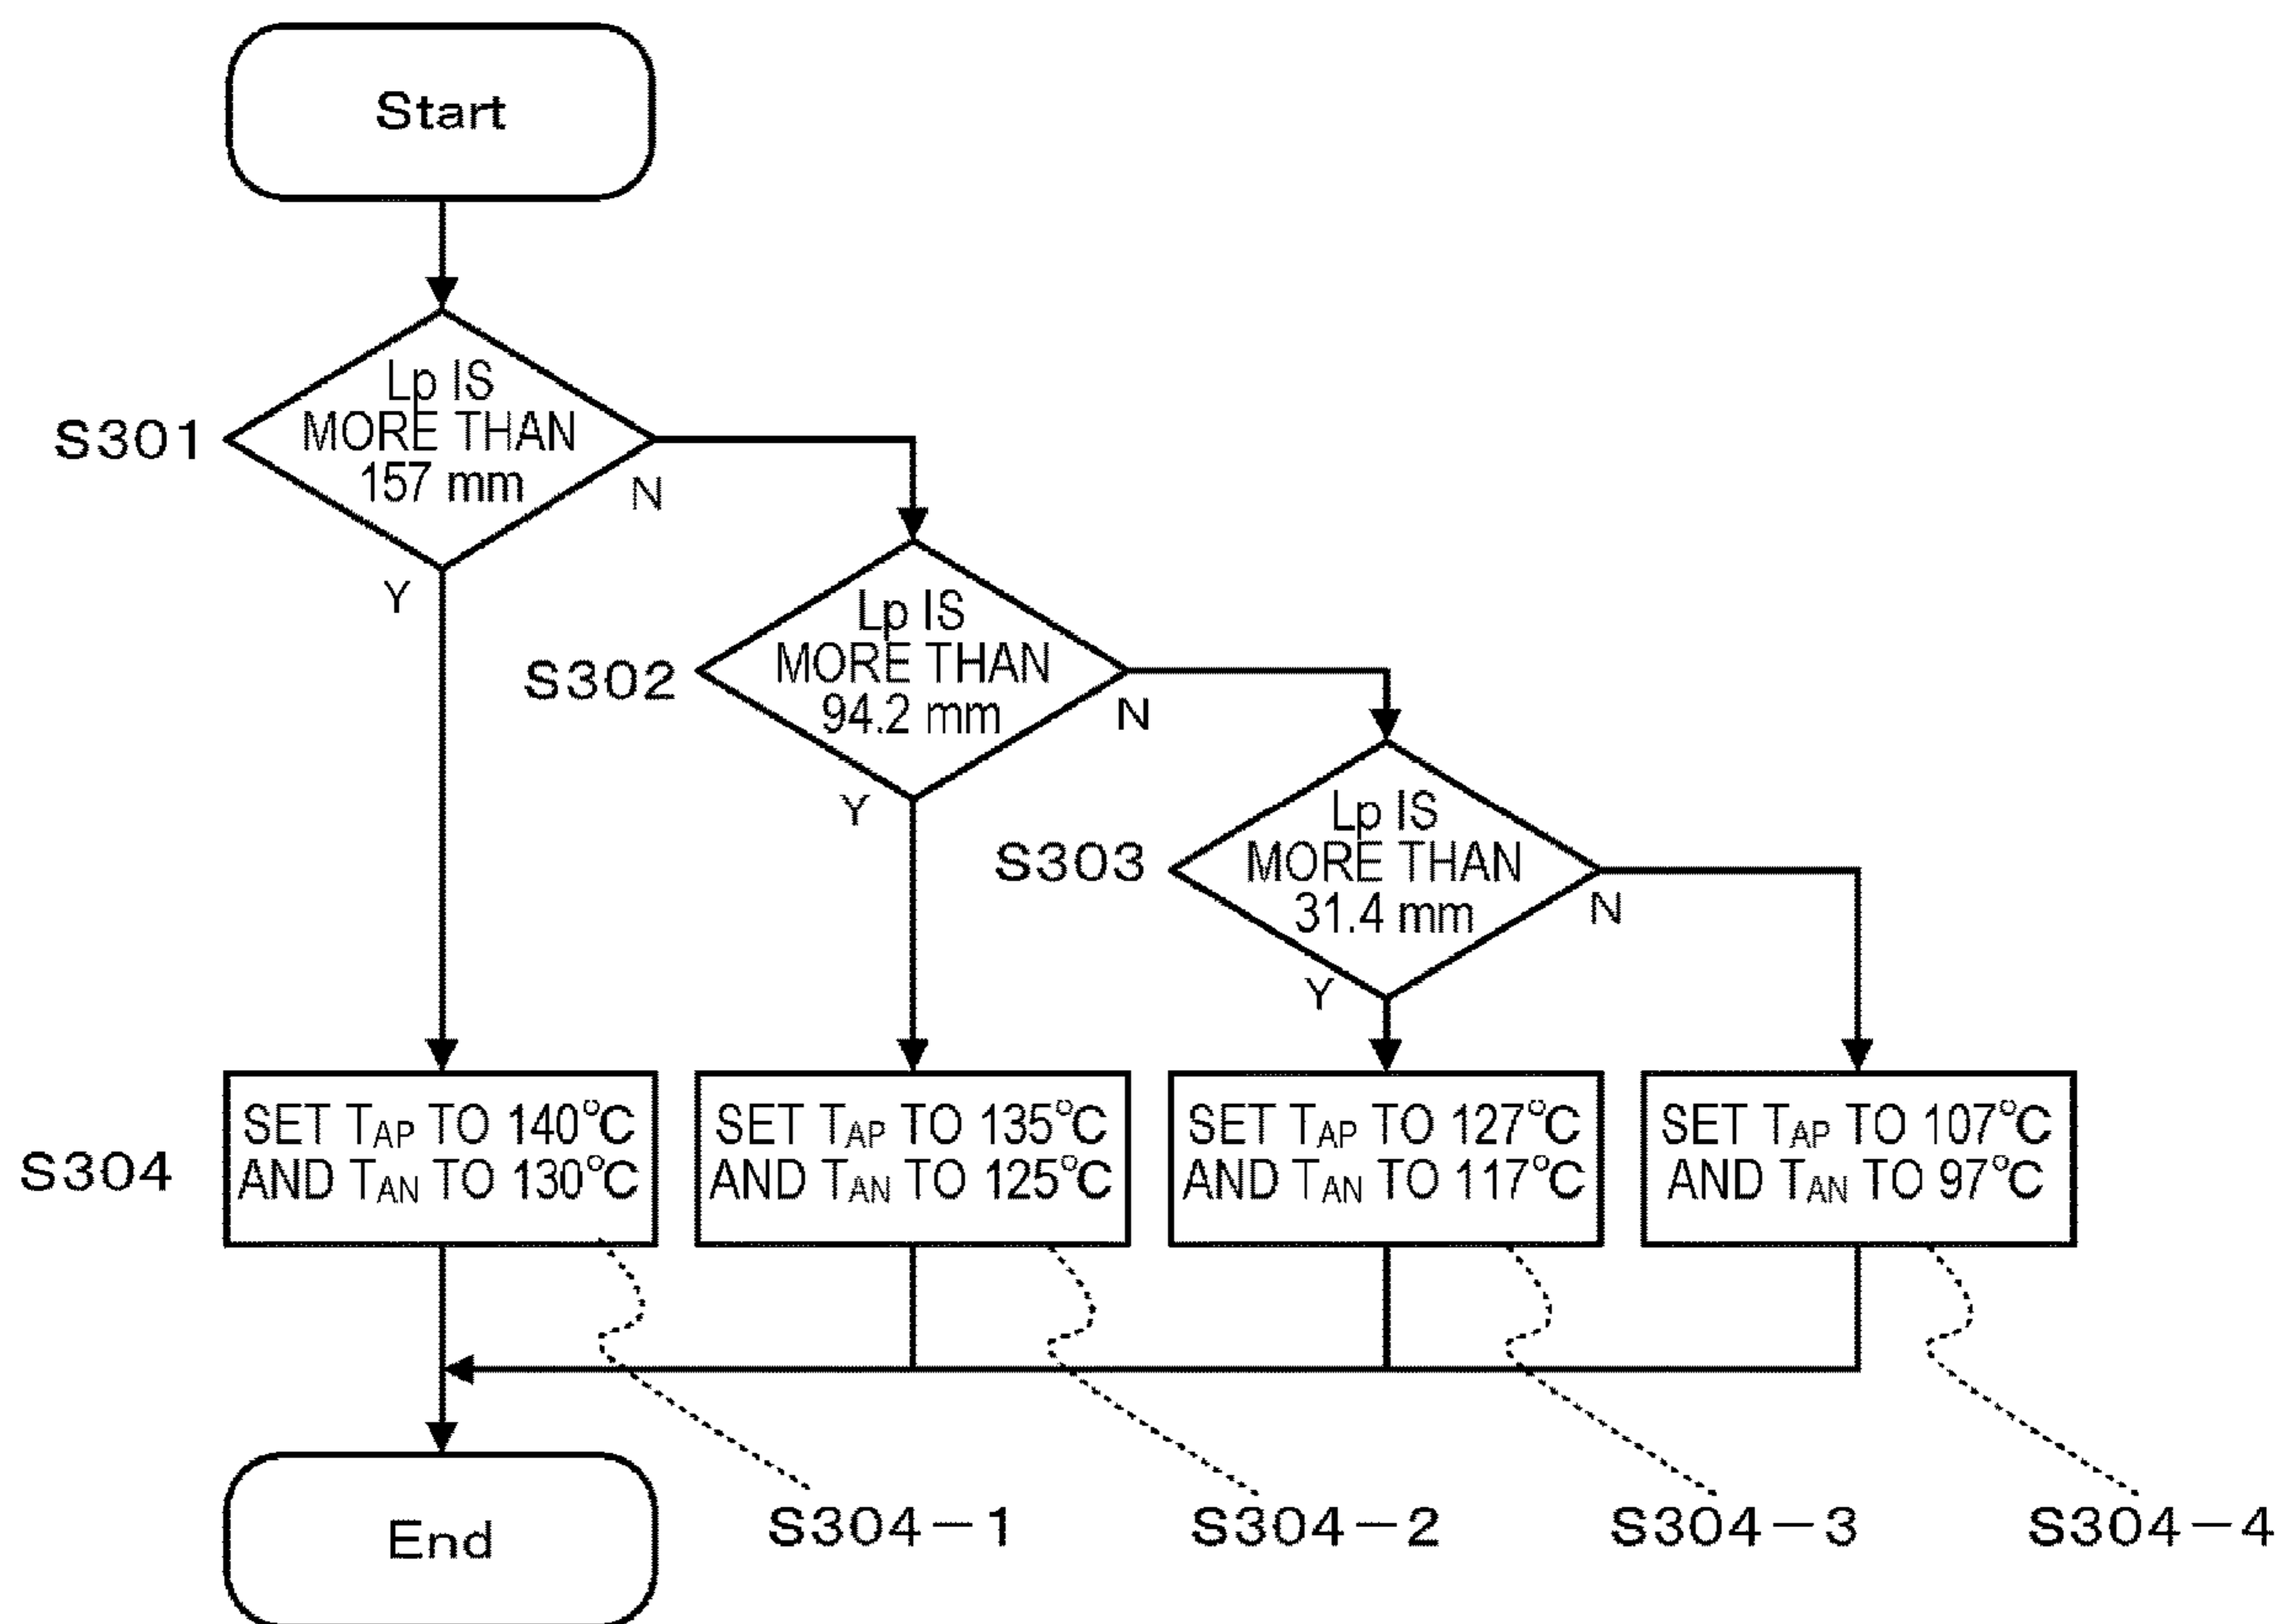 Start
S301
Lp IS
MORE THAN
157 mm
N
Y
S302
Lp IS
MORE THAN
94.2 mm
N
Y
S303
Lp IS
MORE THAN
31.4 mm
N
Y
S304
SET TAP TO 140°C
AND TAN TO 130°C
SET TAP TO 135°C
AND TAN TO 125°C
SET TAP TO 127°C
AND TAN TO 117°C
SET TAP TO 107°C
AND TAN TO 97°C
End
S304-1
S304-2
S304-3
S304-4